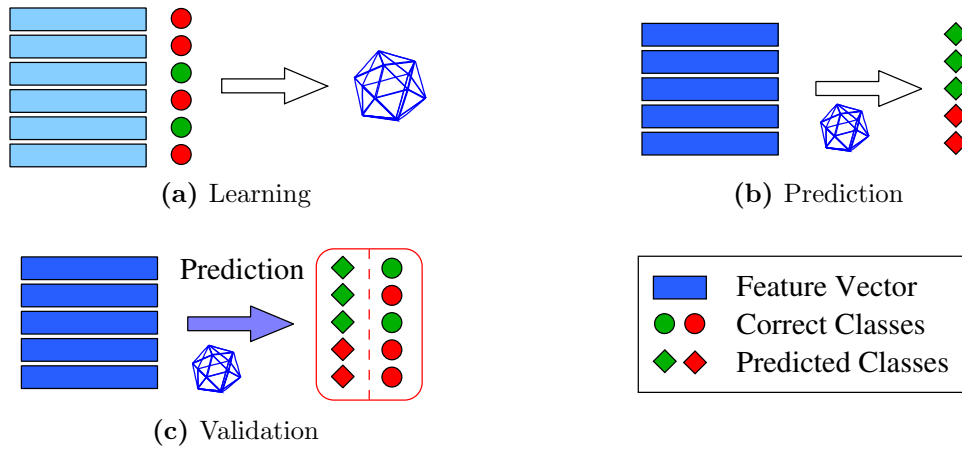 (a) Learning
(b) Prediction
Prediction
(c) Validation
Feature Vector
Correct Classes
Predicted Classes